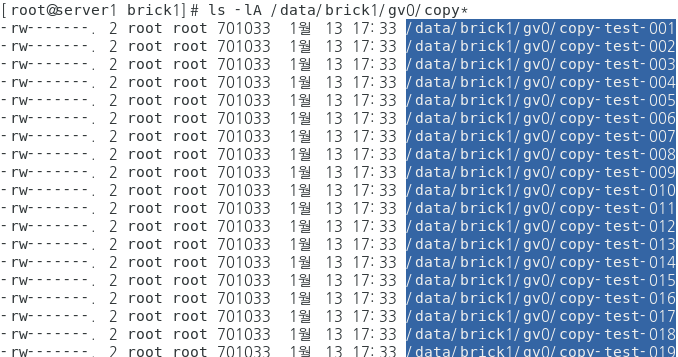 [root@server1 brick1]# ls -lA /data/brick1/gv0/copy*
-rw-------. 2 root root 701033  1월 13 17:33 /data/brick1/gv0/copy-test-001
-rw-------. 2 root root 701033  1월 13 17:33 /data/brick1/gv0/copy-test-002
-rw-------. 2 root root 701033  1월 13 17:33 /data/brick1/gv0/copy-test-003
-rw-------. 2 root root 701033  1월 13 17:33 /data/brick1/gv0/copy-test-004
-rw-------. 2 root root 701033  1월 13 17:33 /data/brick1/gv0/copy-test-005
-rw-------. 2 root root 701033  1월 13 17:33 /data/brick1/gv0/copy-test-006
-rw-------. 2 root root 701033  1월 13 17:33 /data/brick1/gv0/copy-test-007
-rw-------. 2 root root 701033  1월 13 17:33 /data/brick1/gv0/copy-test-008
-rw-------. 2 root root 701033  1월 13 17:33 /data/brick1/gv0/copy-test-009
-rw-------. 2 root root 701033  1월 13 17:33 /data/brick1/gv0/copy-test-010
-rw-------. 2 root root 701033  1월 13 17:33 /data/brick1/gv0/copy-test-011
-rw-------. 2 root root 701033  1월 13 17:33 /data/brick1/gv0/copy-test-012
-rw-------. 2 root root 701033  1월 13 17:33 /data/brick1/gv0/copy-test-013
-rw-------. 2 root root 701033  1월 13 17:33 /data/brick1/gv0/copy-test-014
-rw-------. 2 root root 701033  1월 13 17:33 /data/brick1/gv0/copy-test-015
-rw-------. 2 root root 701033  1월 13 17:33 /data/brick1/gv0/copy-test-016
-rw-------. 2 root root 701033  1월 13 17:33 /data/brick1/gv0/copy-test-017
-rw-------. 2 root root 701033  1월 13 17:33 /data/brick1/gv0/copy-test-018
-rw-------. 2 root root 701033  1월 13 17:33 /data/brick1/gv0/copy-test-019